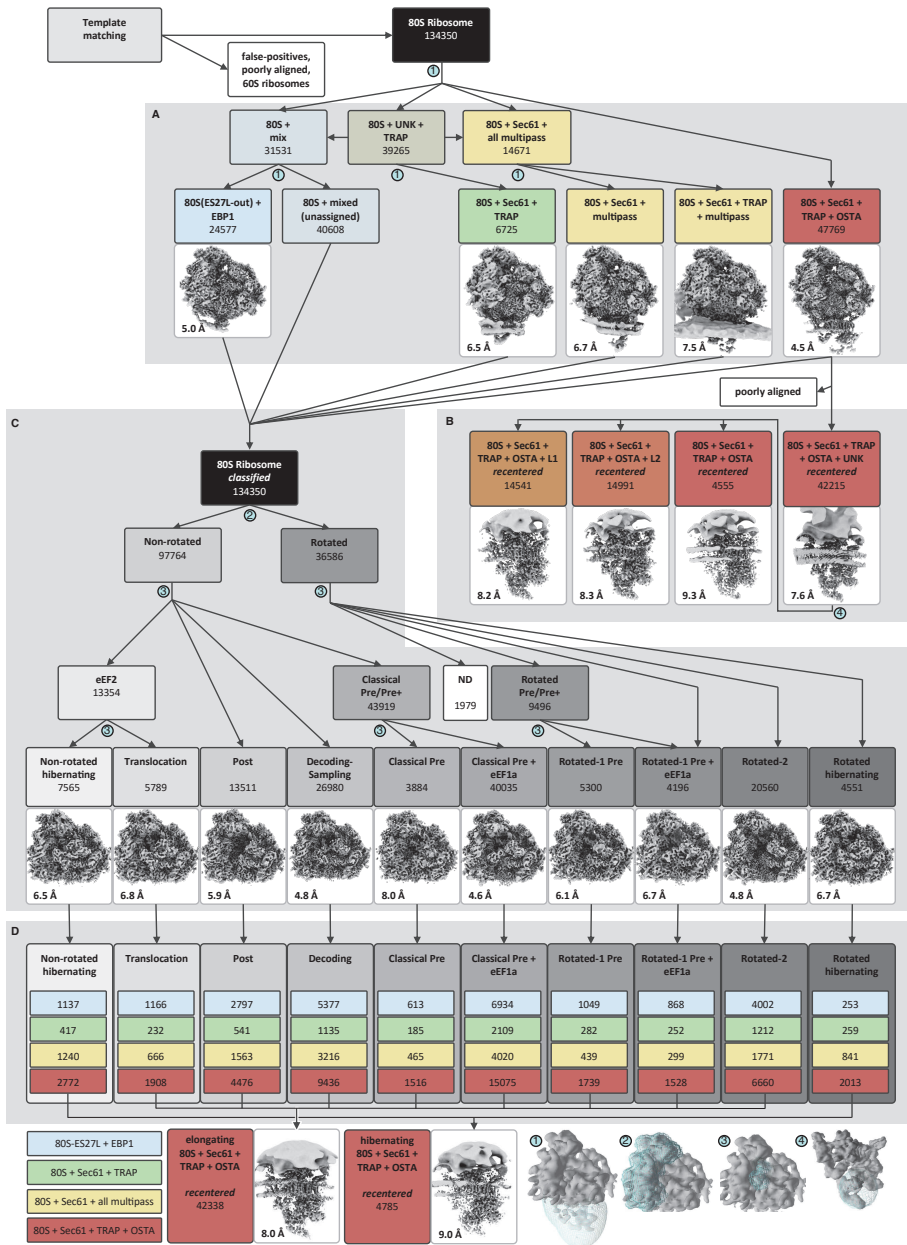 Template
matching
80S Ribosome
134350
false-positives,
poorly aligned,
60S ribosomes
1
A
80S +
mix
31531
80S + UNK +
TRAP
39265
80S + Sec61 +
all multipass
14671
1
1
1
80S(ES27L-out) +
EBP1
24577
80S + mixed
(unassigned)
40608
80S + Sec61 +
TRAP
6725
80S + Sec61 +
multipass
80S + Sec61 + TRAP
+ multipass
80S + Sec61 +
TRAP + OSTA
47769
5.0 Å
6.5 Å
6.7 Å
7.5 Å
4.5 Å
poorly aligned
C
80S Ribosome
classified
134350
2
Non-rotated
97764
Rotated
36586
3
3
B
80S + Sec61 +
TRAP + OSTA + L1
recentered
14541
80S + Sec61 +
TRAP + OSTA + L2
recentered
14991
80S + Sec61 +
TRAP + OSTA
recentered
4555
80S + Sec61 + TRAP
+ OSTA + UNK
recentered
42215
8.2 Å
8.3 Å
9.3 Å
7.6 Å
4
eEF2
13354
Classical
Pre/Pre+
43919
ND
1979
Rotated
Pre/Pre+
9496
3
3
3
Non-rotated
hibernating
7565
Translocation
5789
Post
13511
Decoding-
Sampling
26980
Classical Pre
3884
Classical Pre +
eEF1a
40035
Rotated-1 Pre
5300
Rotated-1 Pre +
eEF1a
4196
Rotated-2
20560
Rotated
hibernating
4551
6.5 Å
6.8 Å
5.9 Å
4.8 Å
8.0 Å
4.6 Å
6.1 Å
6.7 Å
4.8 Å
6.7 Å
D
Non-rotated
hibernating
Translocation
Post
Decoding
Classical Pre
Classical Pre +
eEF1a
Rotated-1 Pre
Rotated-1 Pre +
eEF1a
Rotated-2
Rotated
hibernating
1137 1166 2797 5377 613 6934 1049 868 4002 253
417 232 541 1135 185 2109 282 252 1212 259
1240 666 1563 3216 465 4020 439 299 1771 841
2772 1908 4476 9436 1516 15075 1739 1528 6660 2013
80S-ES27L + EBP1
80S + Sec61 + TRAP
80S + Sec61 + all multipass
80S + Sec61 + TRAP + OSTA
elongating
80S + Sec61 +
TRAP + OSTA
recentered
42338
8.0 Å
hibernating
80S + Sec61 +
TRAP + OSTA
recentered
4785
9.0 Å
1
2
3
4